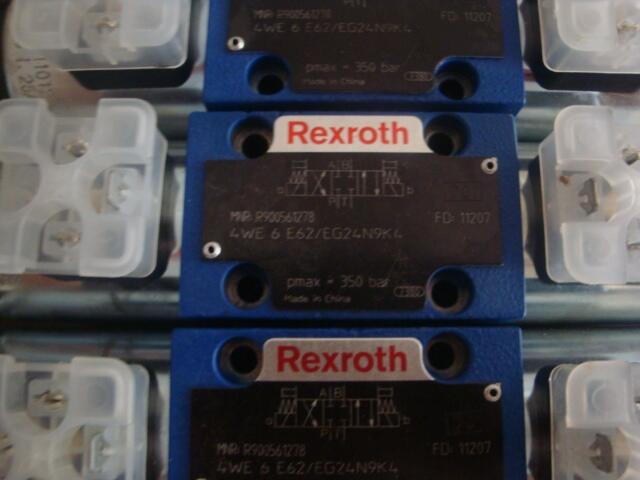 MNR: R900561278 FD: 11207
4WE 6 E62/EG24N9K4
pmax = 350 bar
Made in China
Rexroth
A B
P T
MNR: R900561278 FD: 11207
4WE 6 E62/EG24N9K4
pmax = 350 bar
Made in China
Rexroth
A B
P T
MNR: R900561278 FD: 11207
4WE 6 E62/EG24N9K4